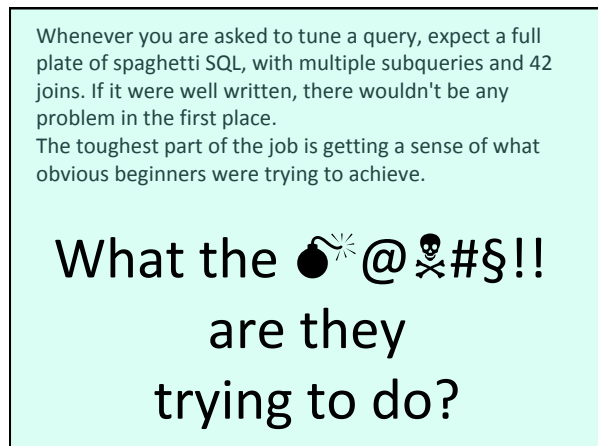 Whenever you are asked to tune a query, expect a full
plate of spaghetti SQL, with multiple subqueries and 42
joins. If it were well written, there wouldn't be any
problem in the first place.
The toughest part of the job is getting a sense of what
obvious beginners were trying to achieve.
What the 💣@☠#§!!
are they
trying to do?